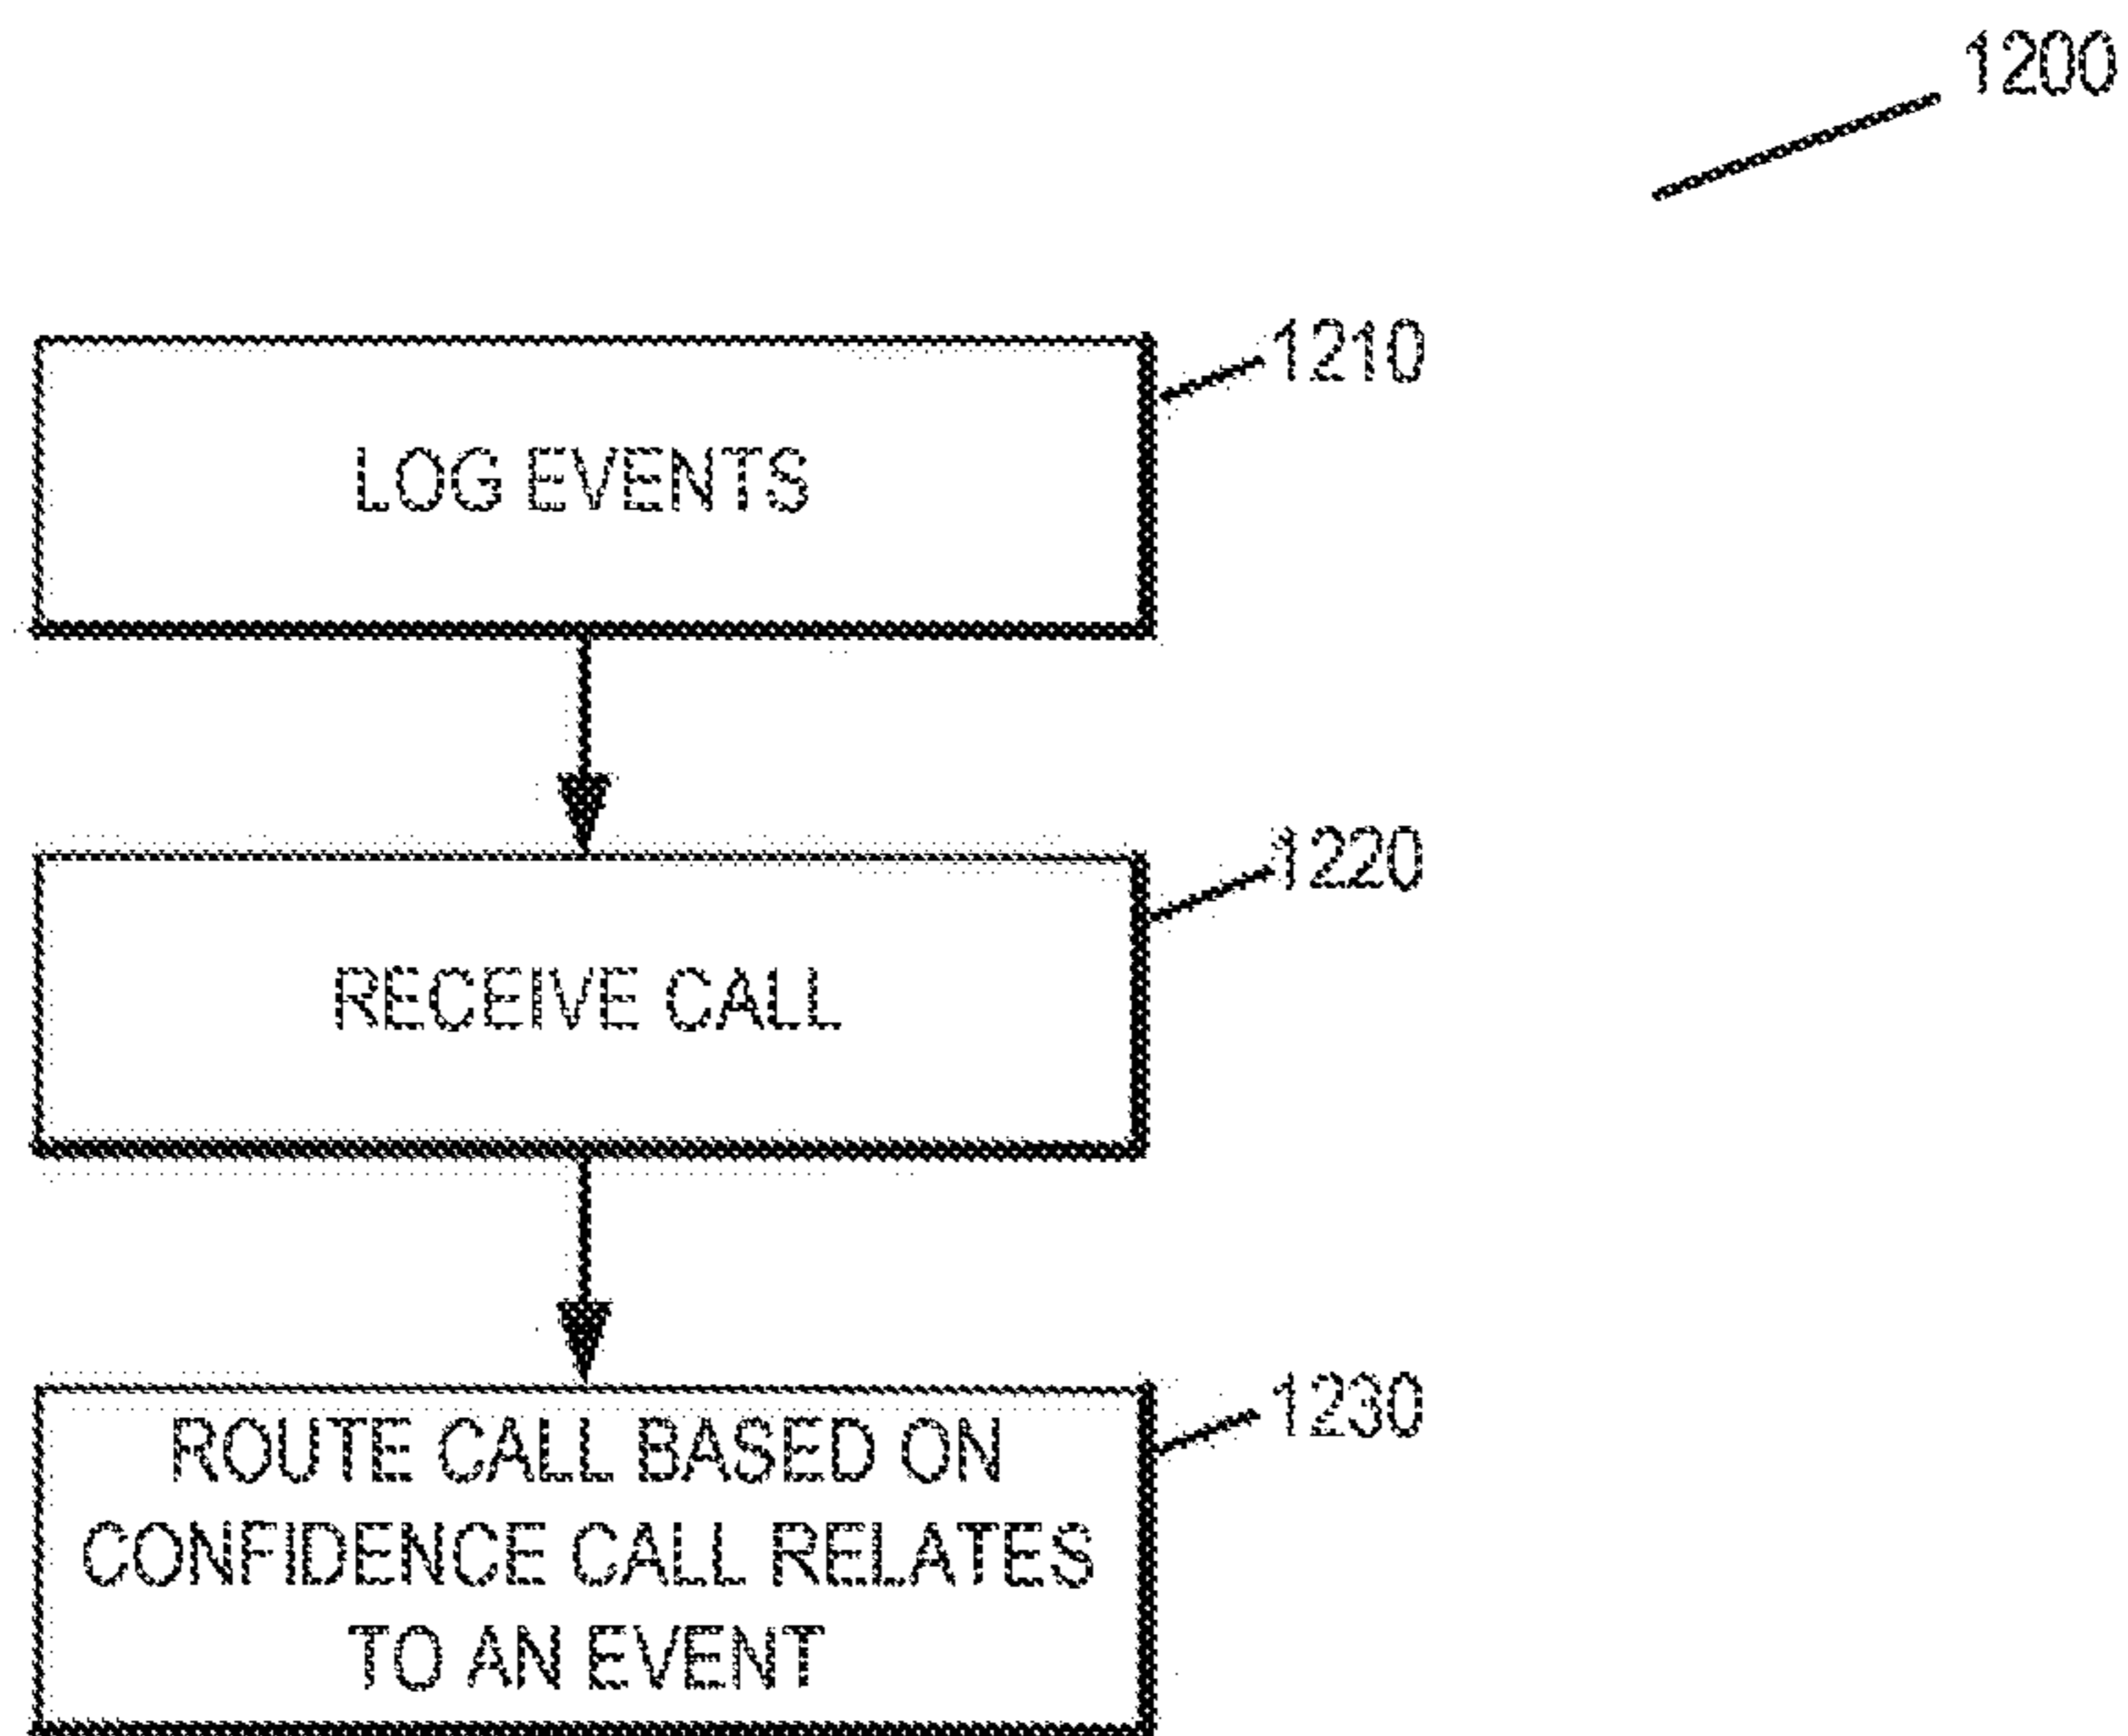 1200
1210
LOG EVENTS
1220
RECEIVE CALL
1230
ROUTE CALL BASED ON
CONFIDENCE CALL RELATES
TO AN EVENT